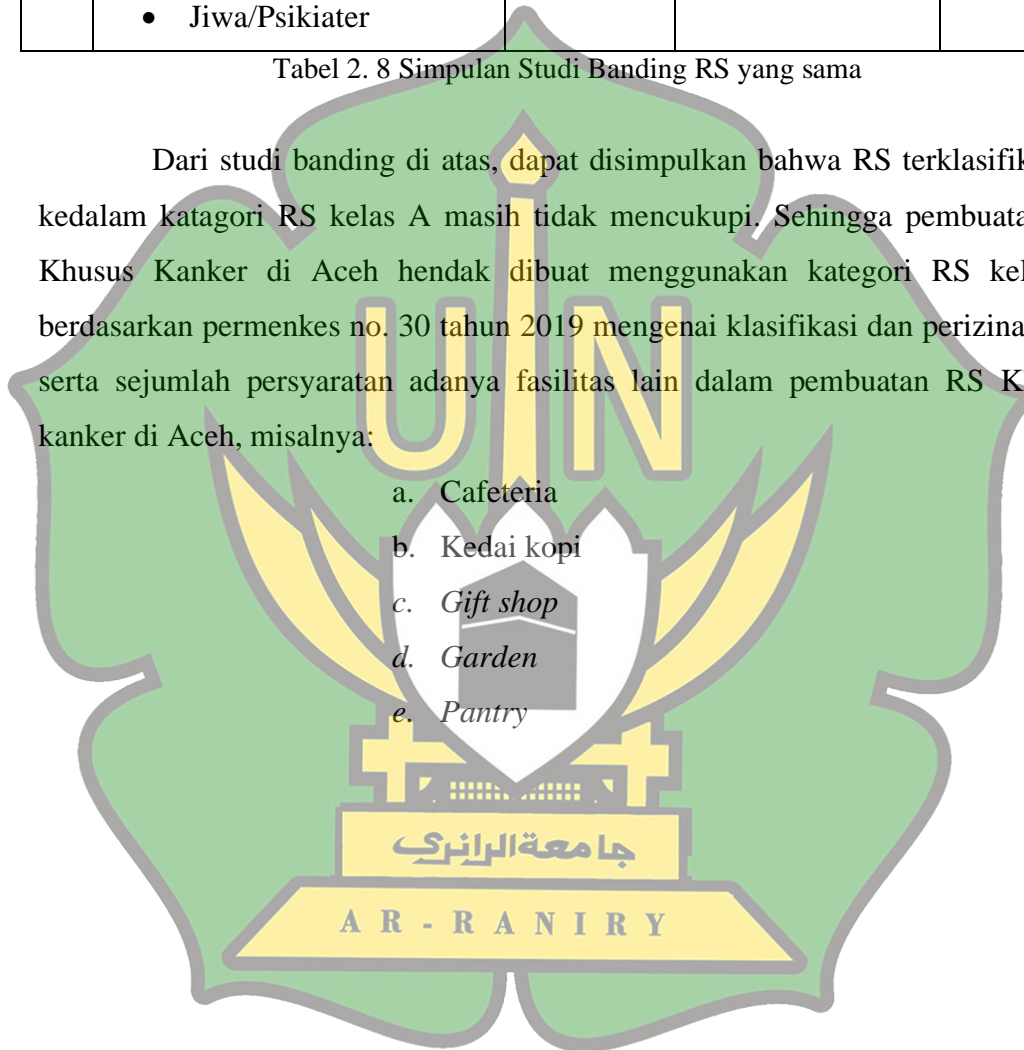 • Jiwa/Psikiater
Tabel 2. 8 Simpulan Studi Banding RS yang sama
Dari studi banding di atas, dapat disimpulkan bahwa RS terklasifik
kedalam katagori RS kelas A masih tidak mencukupi. Sehingga pembuata
Khusus Kanker di Aceh hendak dibuat menggunakan kategori RS kel
berdasarkan permenkes no. 30 tahun 2019 mengenai klasifikasi dan perizina
serta sejumlah persyaratan adanya fasilitas lain dalam pembuatan RS K
kanker di Aceh, misalnya:
a. Cafeteria
b. Kedai kopi
c. Gift shop
d. Garden
e. Pantry
UIN
جامعة الرانري
AR-RANIRY